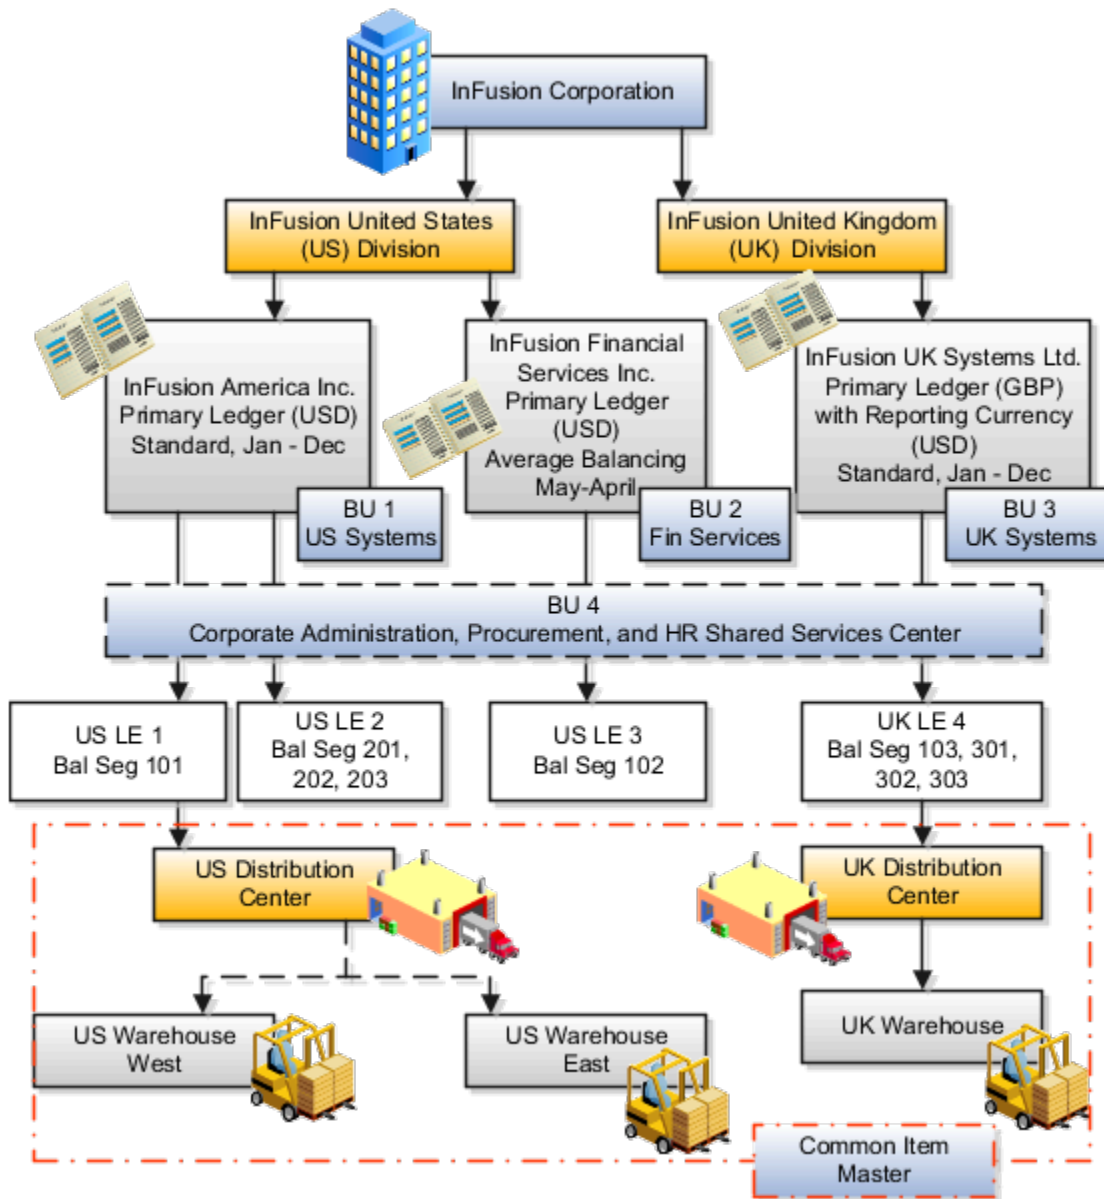 InFusion Corporation
InFusion United States
(US) Division
InFusion United Kingdom
(UK) Division
InFusion America Inc.
Primary Ledger (USD)
Standard, Jan - Dec
InFusion Financial
Services Inc.
Primary Ledger
(USD)
Average Balancing
May-April
InFusion UK Systems Ltd.
Primary Ledger (GBP)
with Reporting Currency
(USD)
Standard, Jan - Dec
BU 1
US Systems
BU 2
Fin Services
BU 3
UK Systems
BU 4
Corporate Administration, Procurement, and HR Shared Services Center
US LE 1
Bal Seg 101
US LE 2
Bal Seg 201,
202, 203
US LE 3
Bal Seg 102
UK LE 4
Bal Seg 103, 301,
302, 303
US Distribution
Center
UK Distribution
Center
US Warehouse
West
US Warehouse
East
UK Warehouse
Common Item
Master